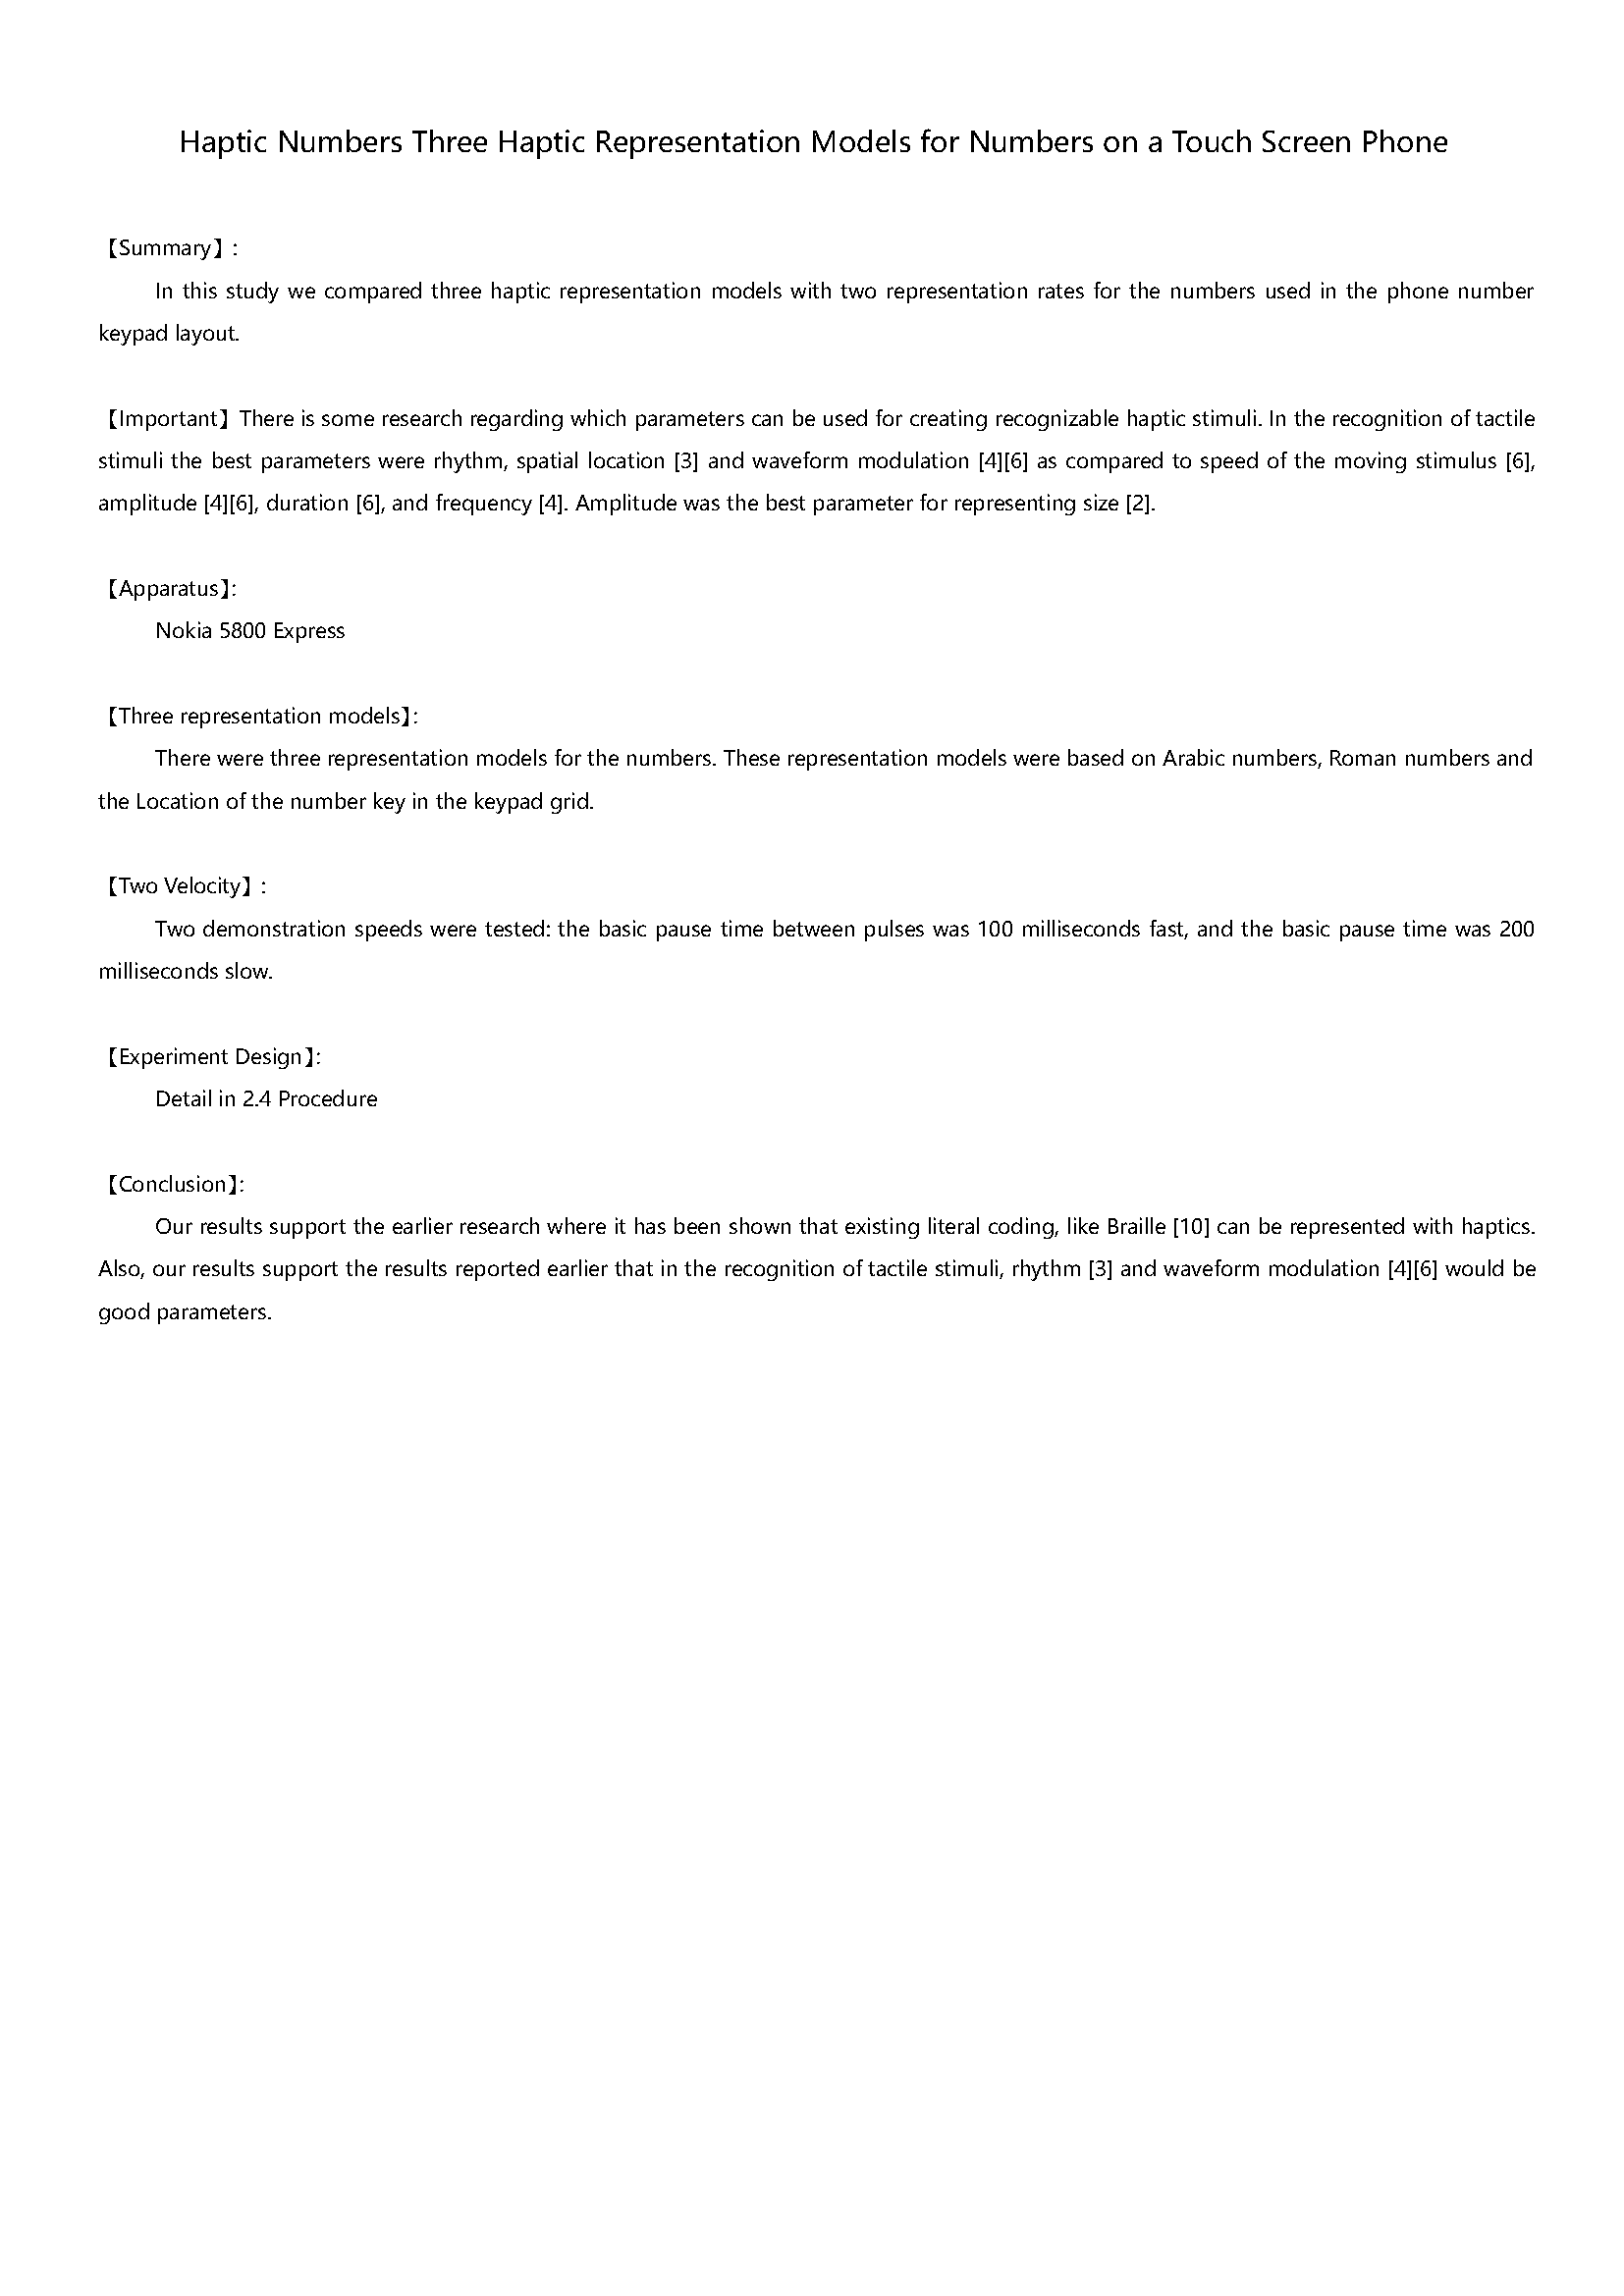 Haptic Numbers Three Haptic Representation Models for Numbers on a Touch Screen Phone
【Summary】:
In this study we compared three haptic representation models with two representation rates for the numbers used in the phone number
keypad layout.
【Important】There is some research regarding which parameters can be used for creating recognizable haptic stimuli. In the recognition of tactile
stimuli the best parameters were rhythm, spatial location [3] and waveform modulation [4][6] as compared to speed of the moving stimulus [6],
amplitude [4][6], duration [6], and frequency [4]. Amplitude was the best parameter for representing size [2].
【Apparatus】:
Nokia 5800 Express
【Three representation models】:
There were three representation models for the numbers. These representation models were based on Arabic numbers, Roman numbers and
the Location of the number key in the keypad grid.
【Two Velocity】:
Two demonstration speeds were tested: the basic pause time between pulses was 100 milliseconds fast, and the basic pause time was 200
milliseconds slow.
【Experiment Design】:
Detail in 2.4 Procedure
【Conclusion】:
Our results support the earlier research where it has been shown that existing literal coding, like Braille [10] can be represented with haptics.
Also, our results support the results reported earlier that in the recognition of tactile stimuli, rhythm [3] and waveform modulation [4][6] would be
good parameters.